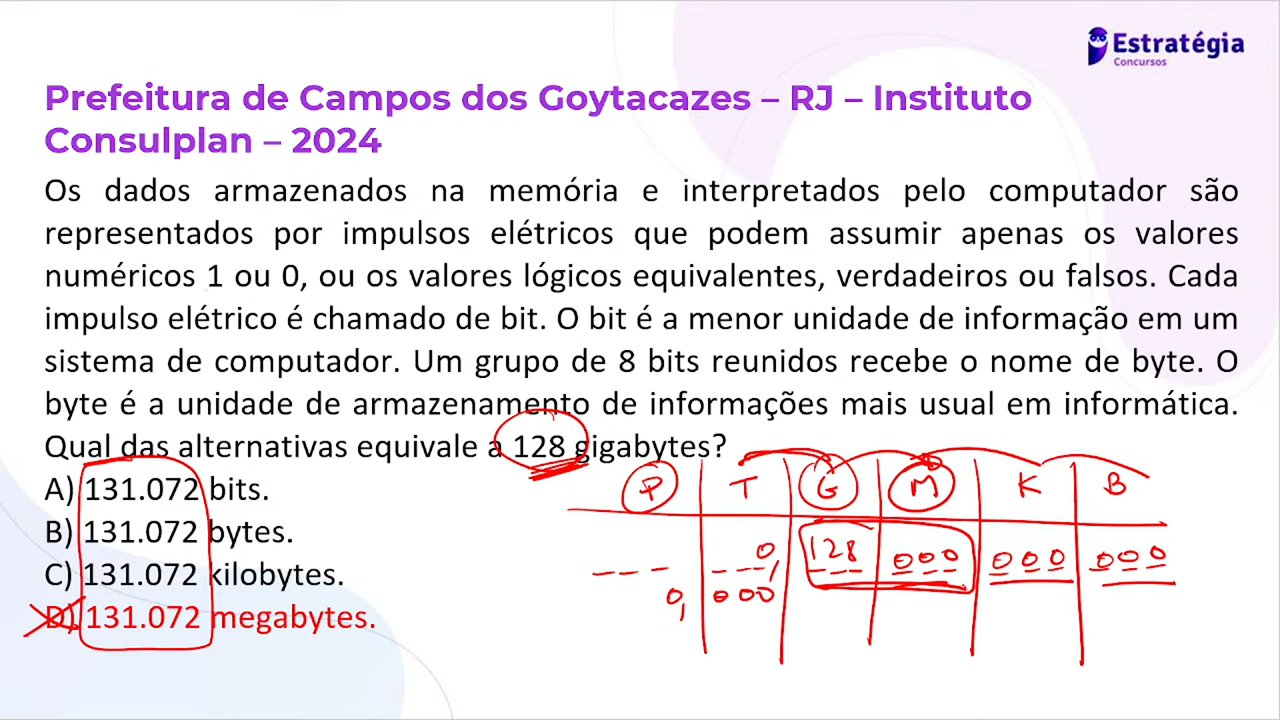 Estratégia
Concursos
Prefeitura de Campos dos Goytacazes – RJ – Instituto
Consulplan – 2024
Os dados armazenados na memória e interpretados pelo computador são
representados por impulsos elétricos que podem assumir apenas os valores
numéricos 1 ou 0, ou os valores lógicos equivalentes, verdadeiros ou falsos. Cada
impulso elétrico é chamado de bit. O bit é a menor unidade de informação em um
sistema de computador. Um grupo de 8 bits reunidos recebe o nome de byte. O
byte é a unidade de armazenamento de informações mais usual em informática.
Qual das alternativas equivale a 128 gigabytes?
A) 131.072 bits.
B) 131.072 bytes.
C) 131.072 kilobytes.
D) 131.072 megabytes.
P T G M K B
0, 128 000 000 000
0, 000